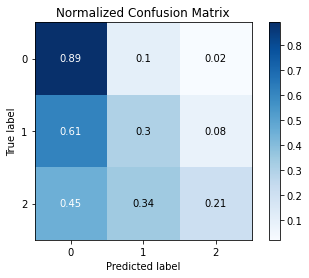 Normalized Confusion Matrix
0 0.89 0.1 0.02
1 0.61 0.3 0.08
2 0.45 0.34 0.21
0 1 2
True label
Predicted label
0.8
0.7
0.6
0.5
0.4
0.3
0.2
0.1